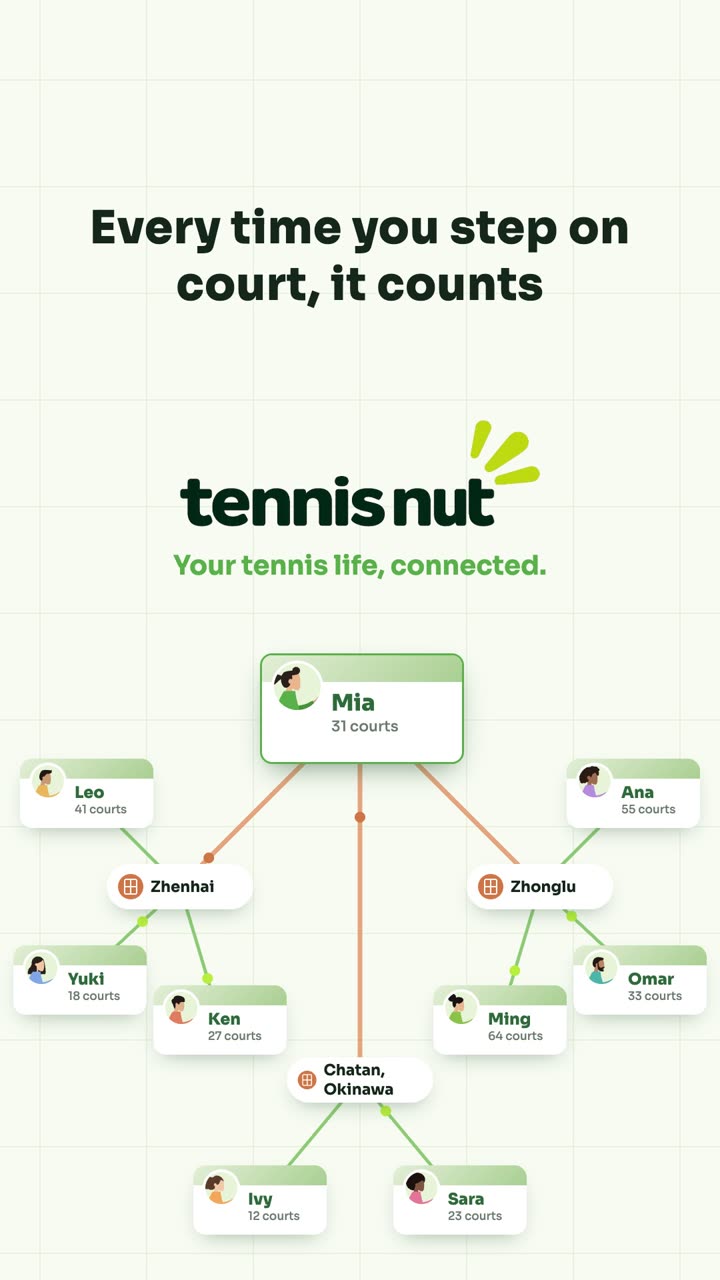 Every time you step on
court, it counts
tennis nut
Your tennis life, connected.
Mia
31 courts
Leo
41 courts
Ana
55 courts
Zhenhai
Zhonglu
Yuki
18 courts
Omar
33 courts
Ken
27 courts
Ming
64 courts
Chatan,
Okinawa
Ivy
12 courts
Sara
23 courts